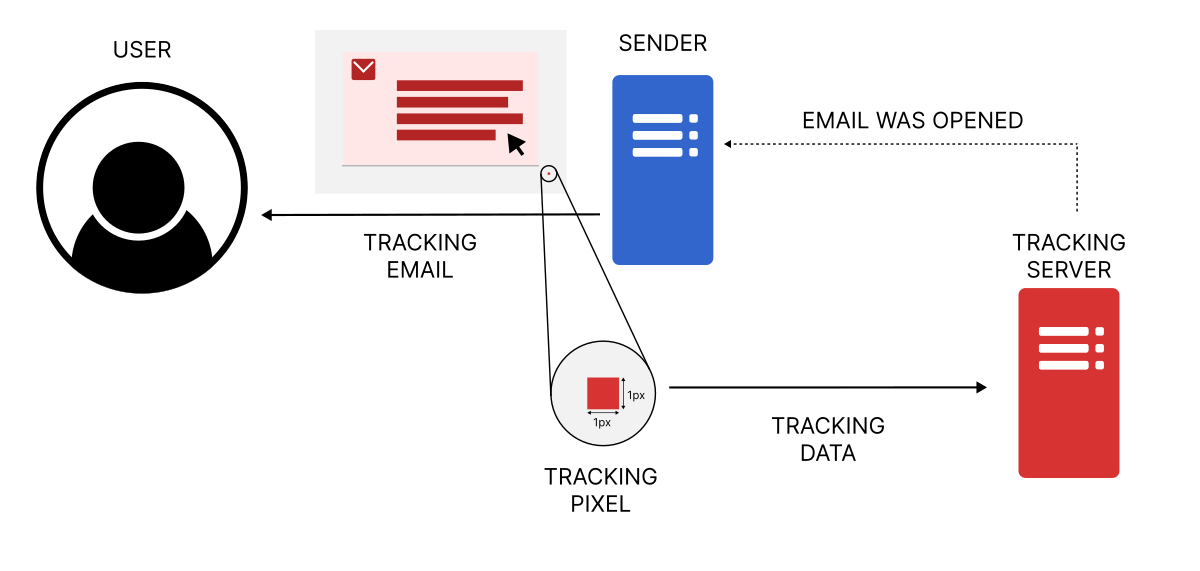 USER
SENDER
EMAIL WAS OPENED
TRACKING
EMAIL
TRACKING
SERVER
1px
1px
TRACKING
DATA
TRACKING
PIXEL